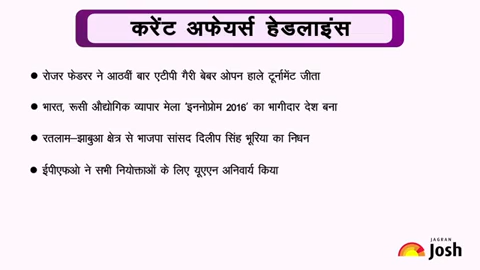 करेंट अफेयर्स हेडलाइंस
रोजर फेडरर ने आठवीं बार एटीपी गैरी बेबर ओपन हाले टूर्नामेंट जीता
भारत, रूसी औद्योगिक व्यापार मेला 'इननोप्रोम 2016' का भागीदार देश बना
रतलाम–झाबुआ क्षेत्र से भाजपा सांसद दिलीप सिंह भूरिया का निधन
ईपीएफओ ने सभी नियोक्ताओं के लिए यूएएन अनिवार्य किया
JAGRAN
Josh